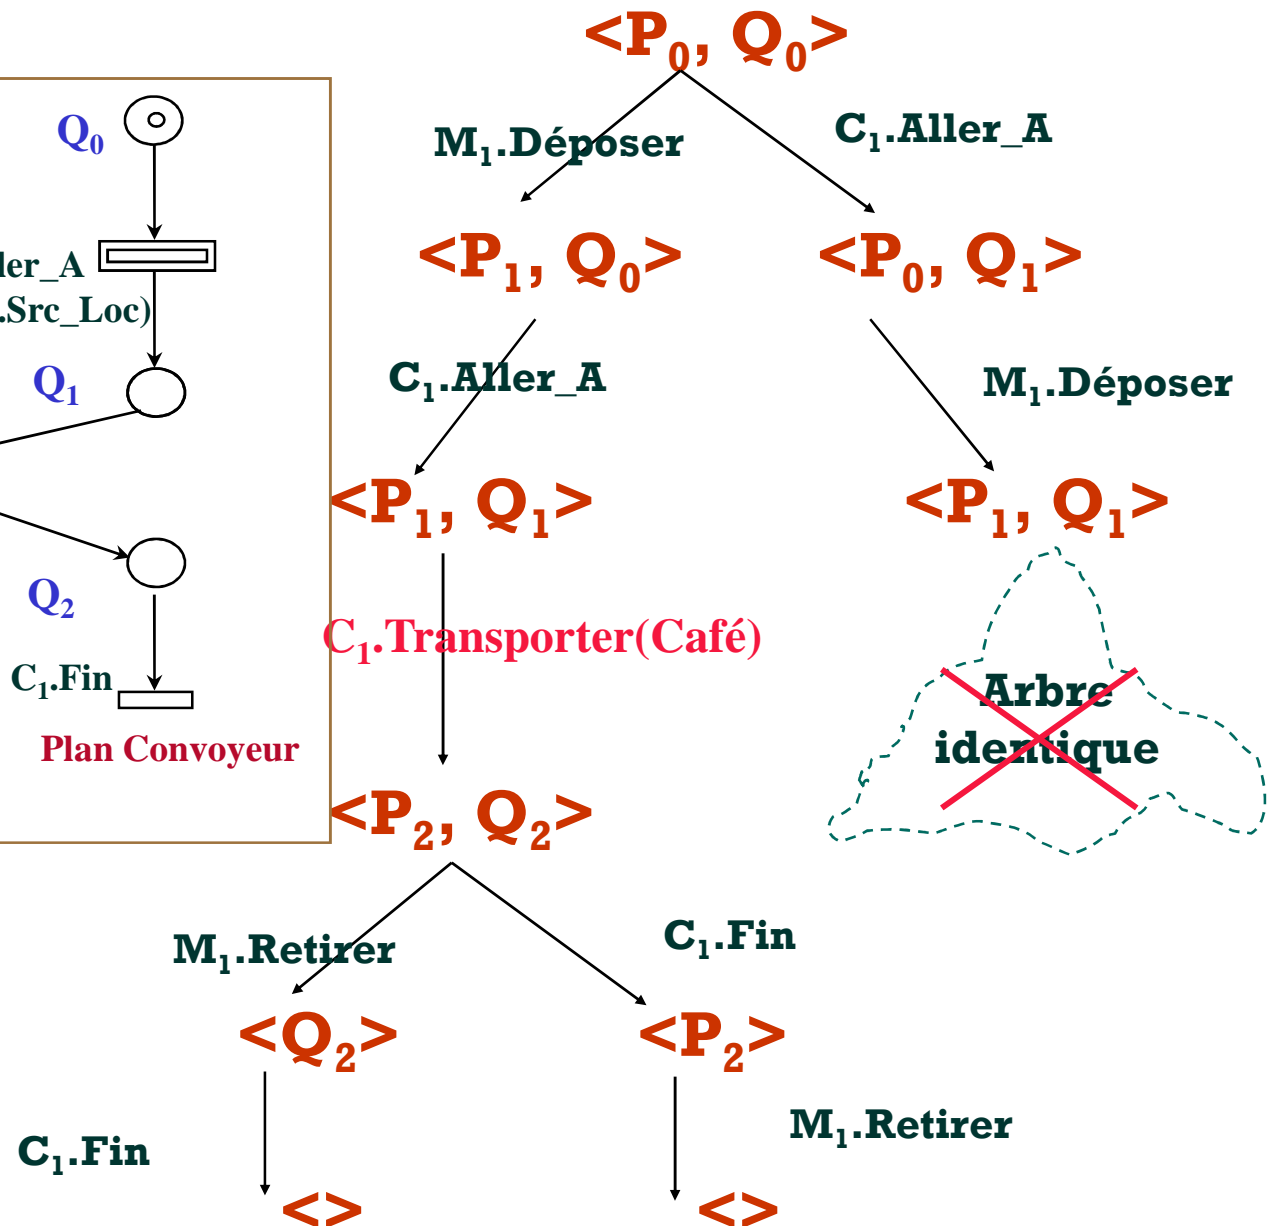 <P0, Q0>
Q0
M1.Déposer
C1.Aller_A
<P1, Q0>
<P0, Q1>
ler_A
.Src_Loc)
Q1
C1.Aller_A
M1.Déposer
<P1, Q1>
<P1, Q1>
Q2
C1.Transporter(Café)
C1.Fin
Arbre
identique
Plan Convoyeur
<P2, Q2>
M1.Retirer
C1.Fin
<Q2>
<P2>
C1.Fin
M1.Retirer
<>
<>